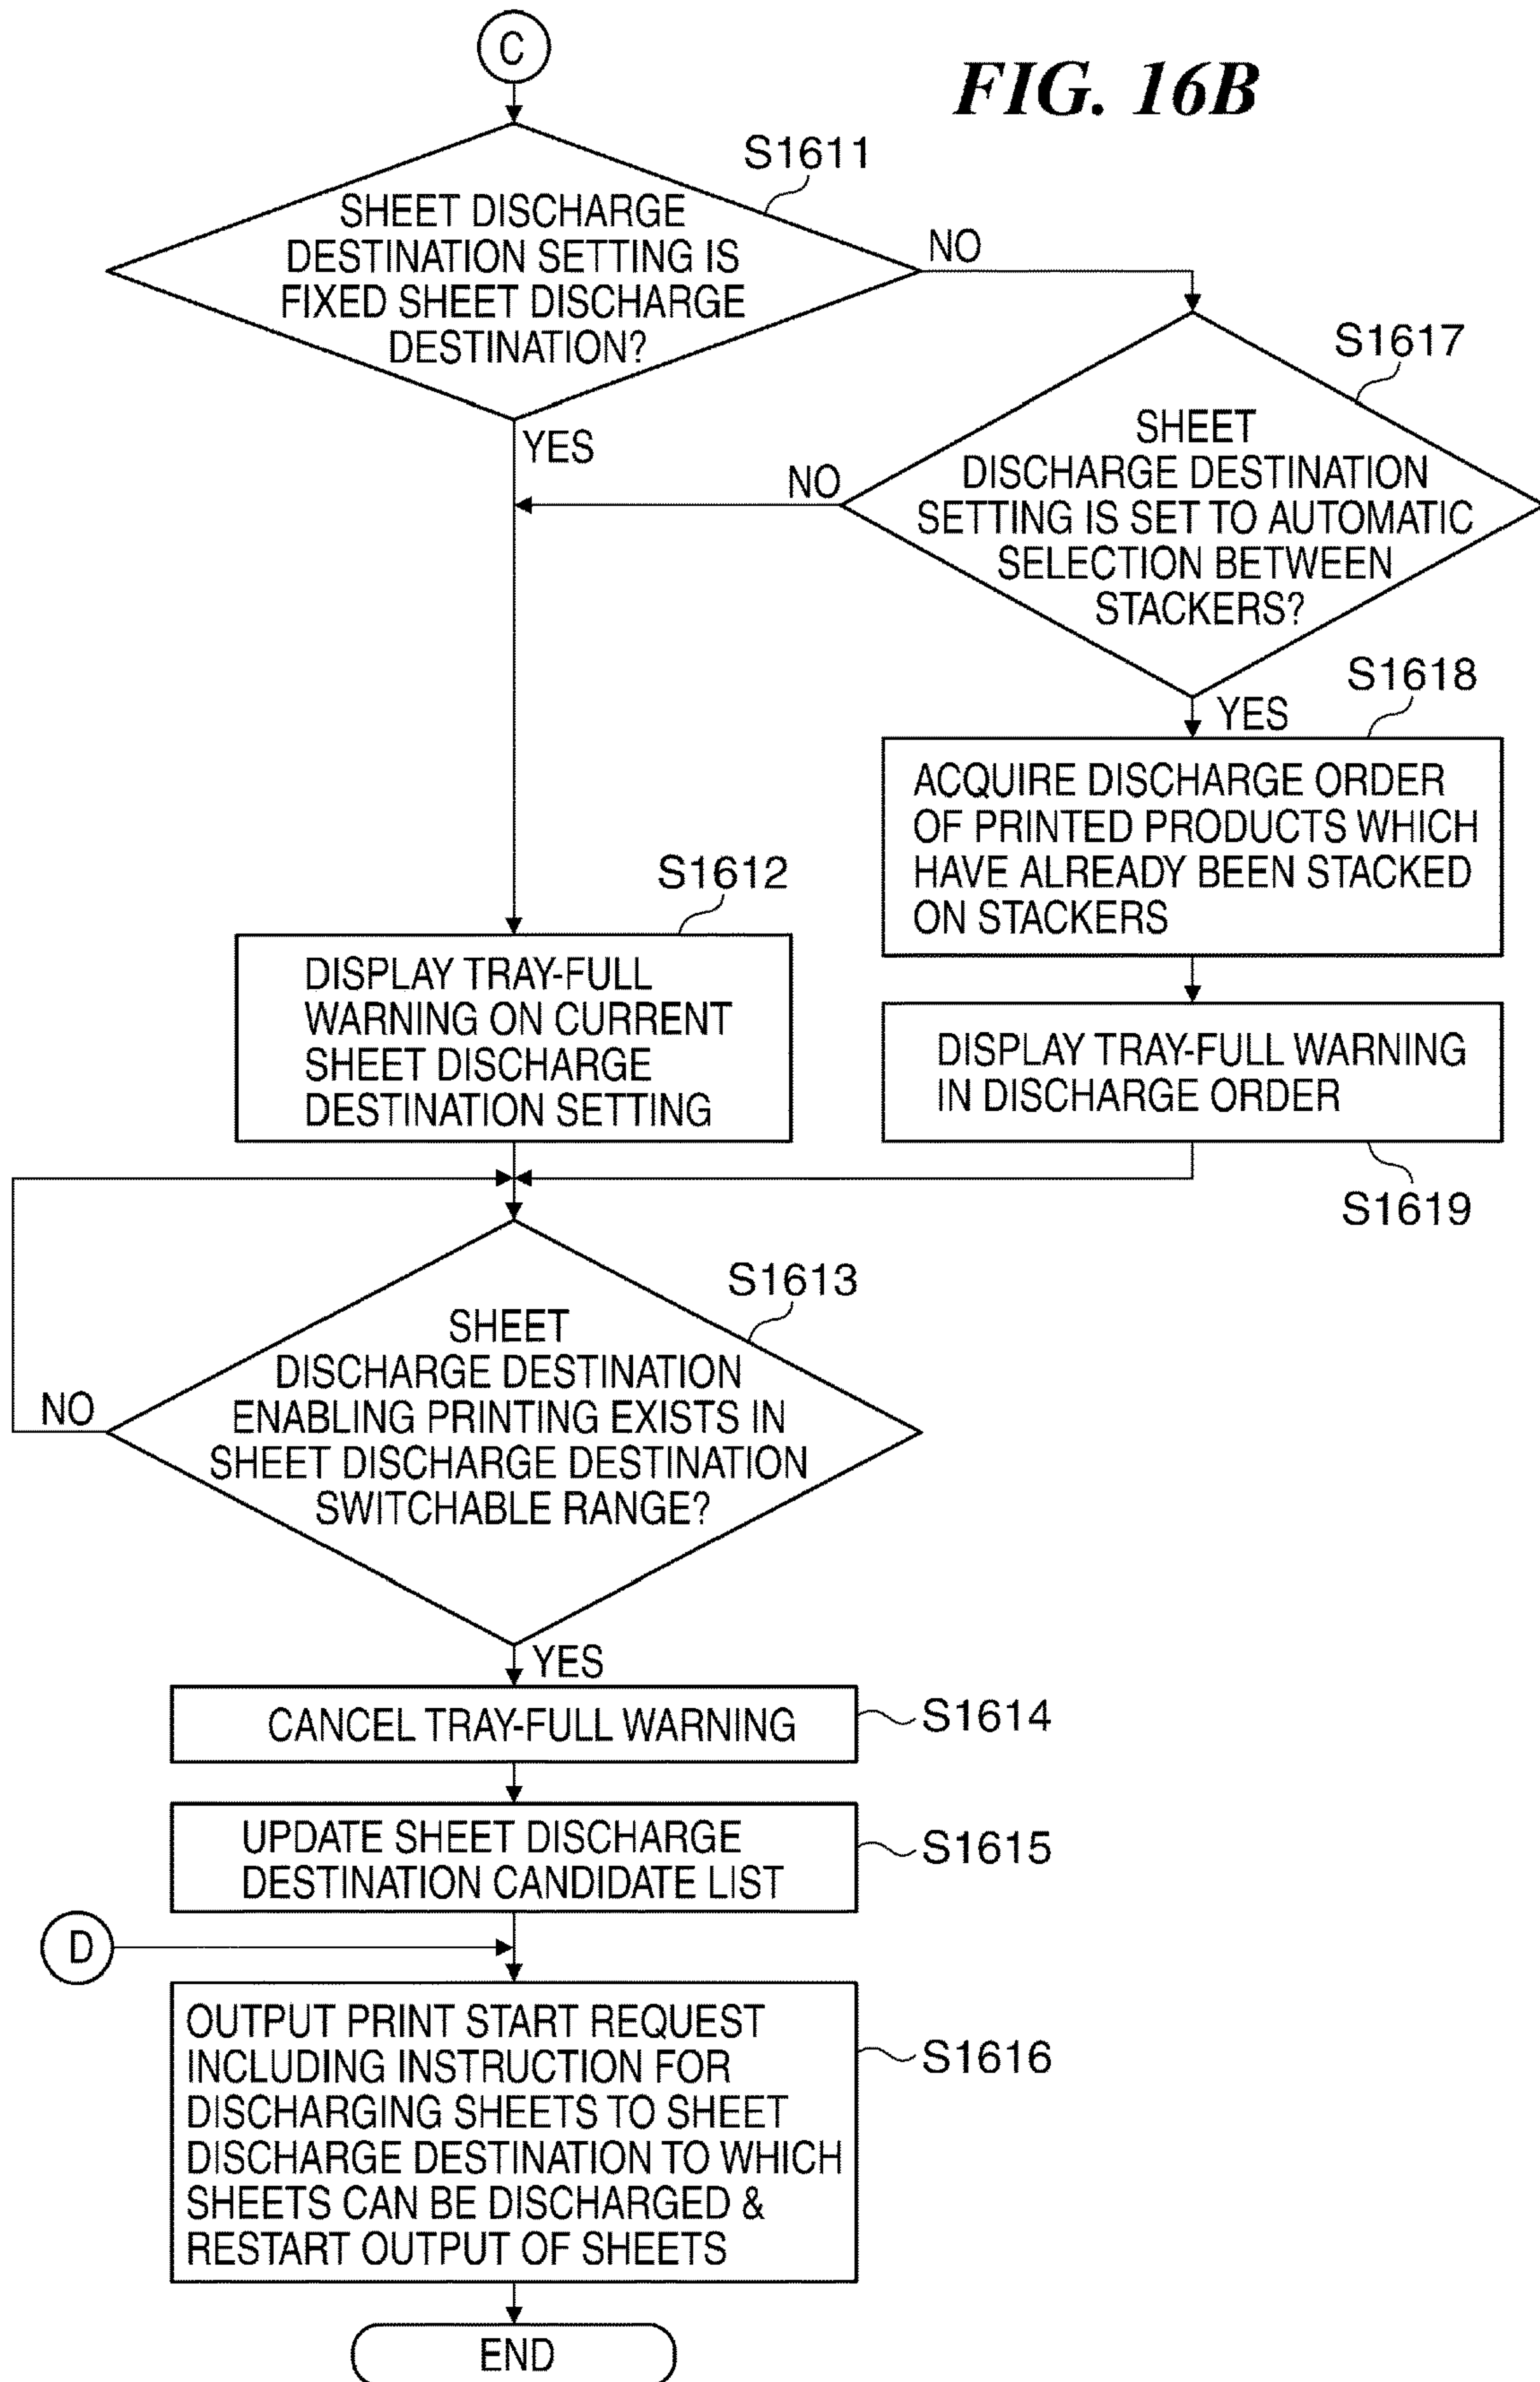 C
FIG. 16B
S1611
SHEET DISCHARGE
DESTINATION SETTING IS
FIXED SHEET DISCHARGE
DESTINATION?
NO
YES
S1617
SHEET
DISCHARGE DESTINATION
SETTING IS SET TO AUTOMATIC
SELECTION BETWEEN
STACKERS?
NO
YES
S1618
ACQUIRE DISCHARGE ORDER
OF PRINTED PRODUCTS WHICH
HAVE ALREADY BEEN STACKED
ON STACKERS
S1612
DISPLAY TRAY-FULL
WARNING ON CURRENT
SHEET DISCHARGE
DESTINATION SETTING
DISPLAY TRAY-FULL WARNING
IN DISCHARGE ORDER
S1619
S1613
SHEET
DISCHARGE DESTINATION
ENABLING PRINTING EXISTS IN
SHEET DISCHARGE DESTINATION
SWITCHABLE RANGE?
NO
YES
CANCEL TRAY-FULL WARNING
S1614
UPDATE SHEET DISCHARGE
DESTINATION CANDIDATE LIST
S1615
D
OUTPUT PRINT START REQUEST
INCLUDING INSTRUCTION FOR
DISCHARGING SHEETS TO SHEET
DISCHARGE DESTINATION TO WHICH
SHEETS CAN BE DISCHARGED &
RESTART OUTPUT OF SHEETS
S1616
END